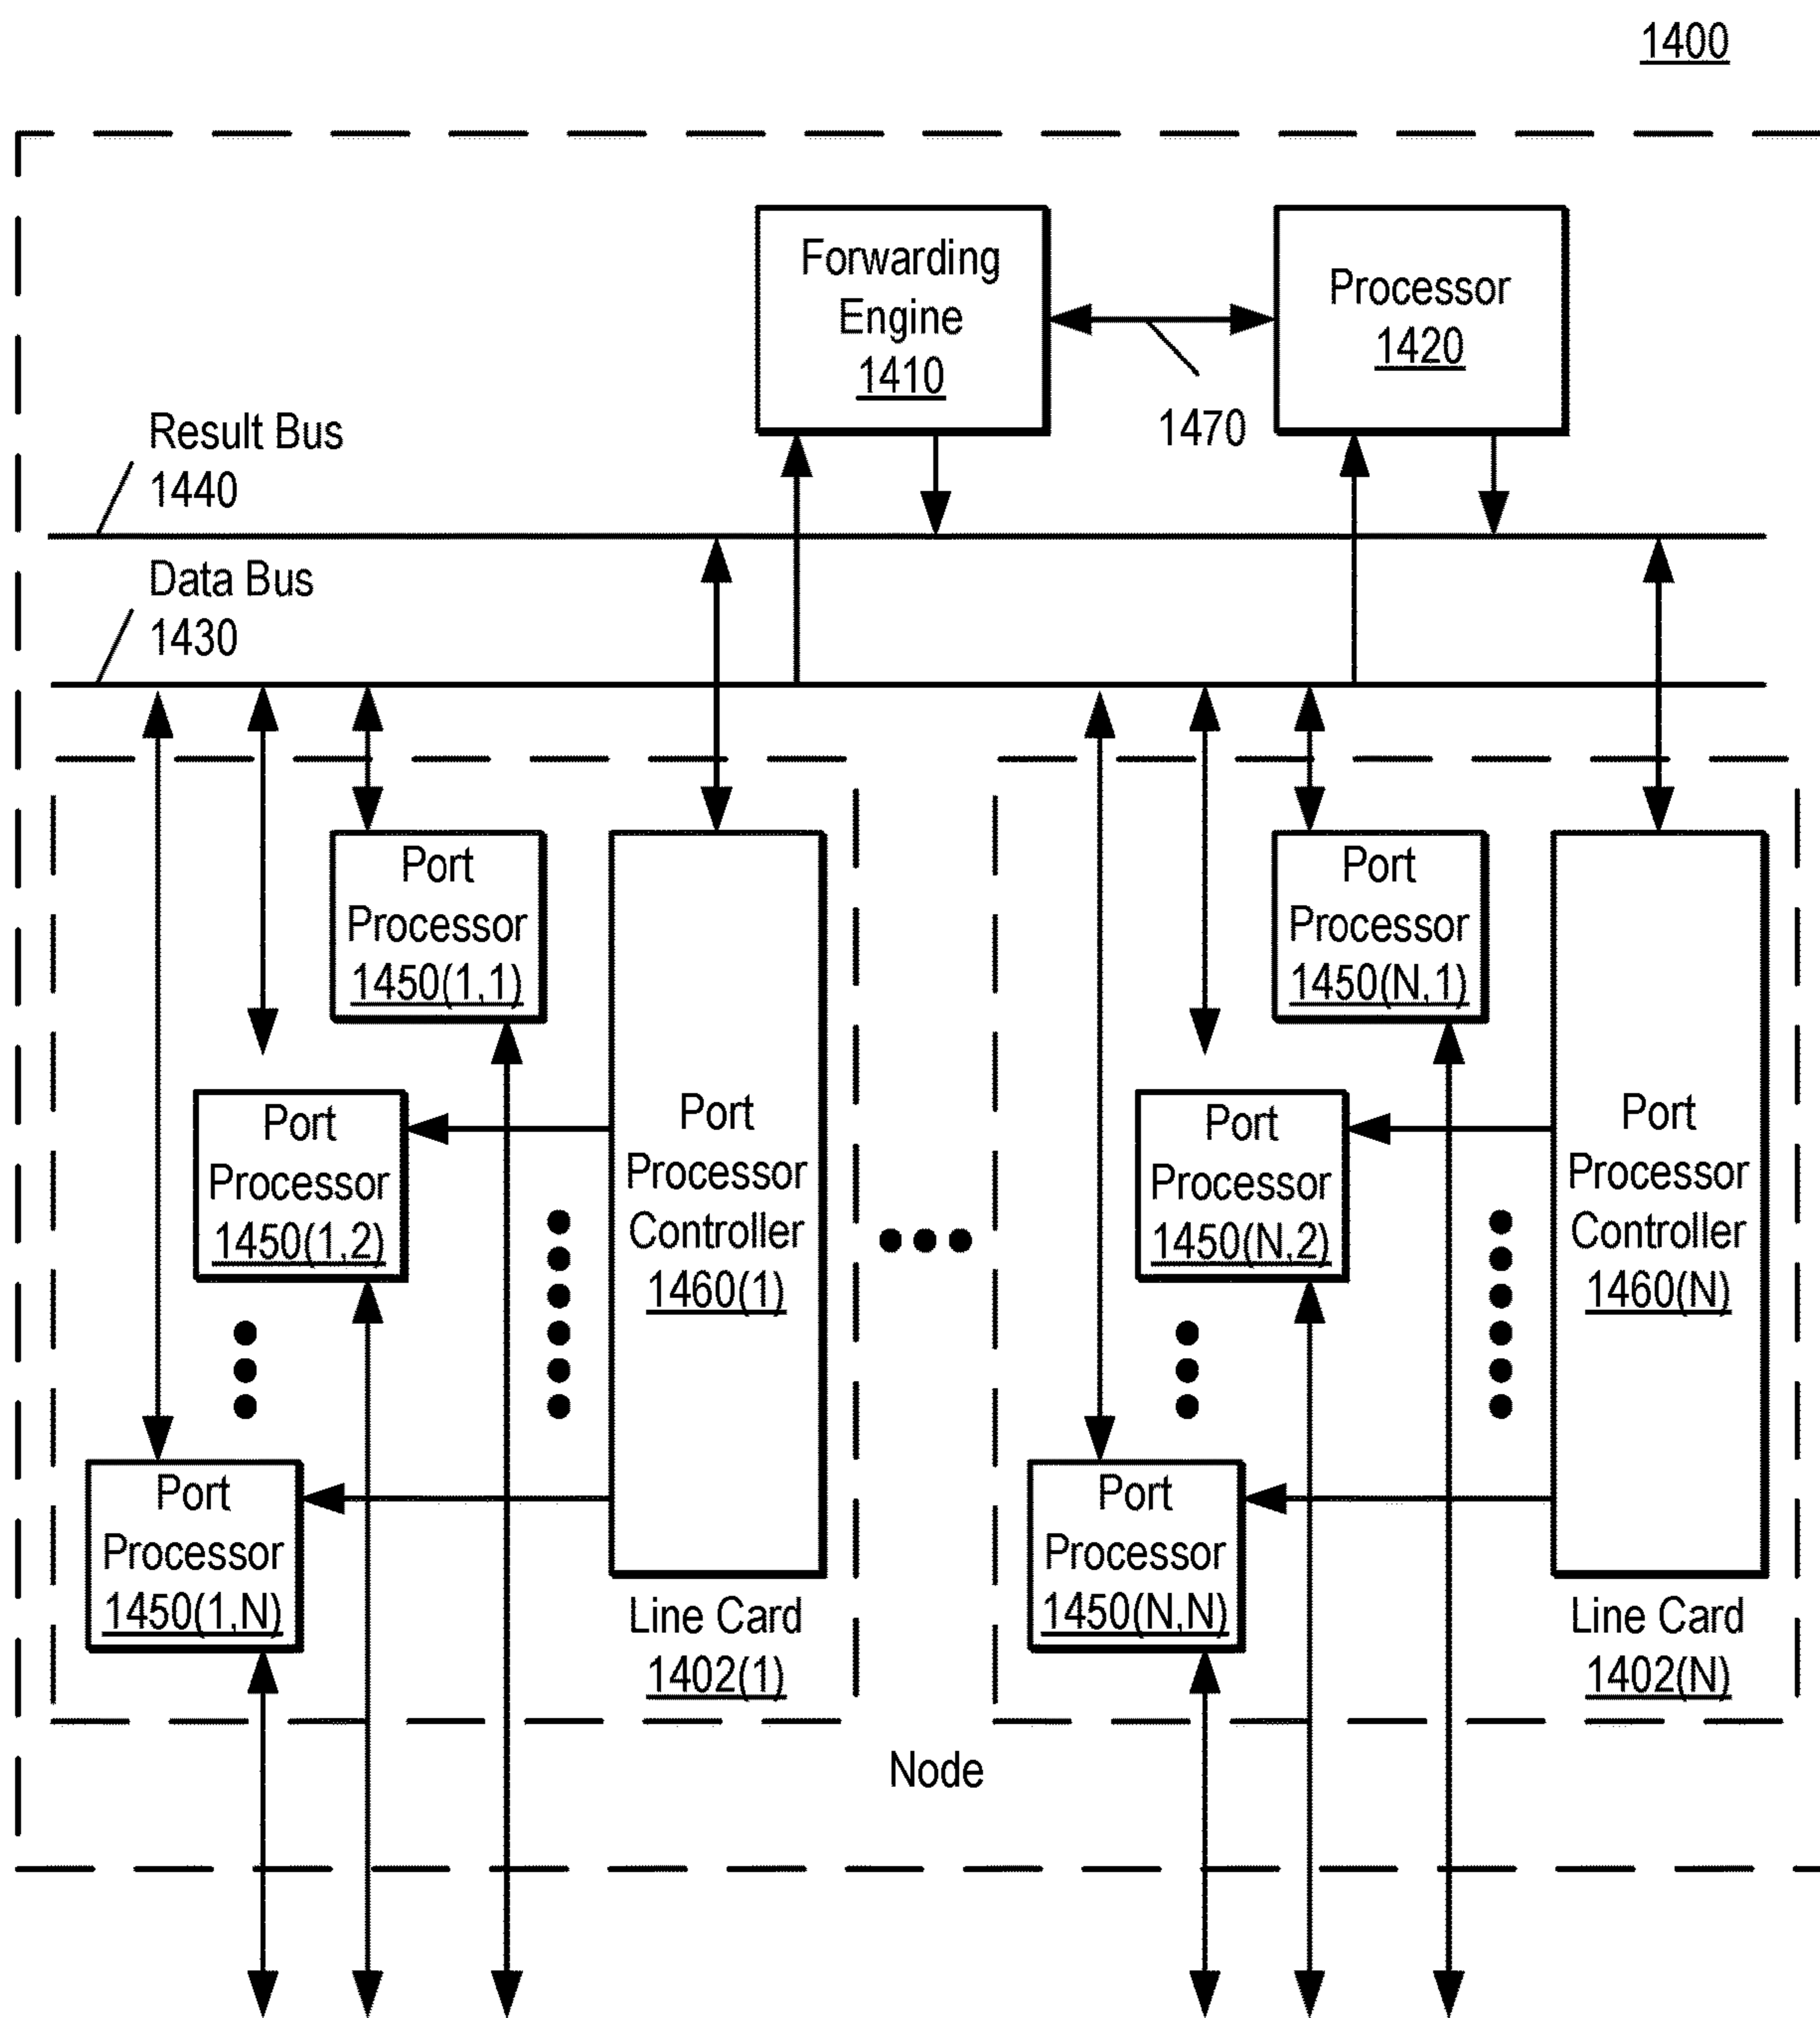 1400
Forwarding
Engine
1410
Processor
1420
1470
Result Bus
1440
Data Bus
1430
Port
Processor
1450(1,1)
Port
Processor
1450(1,2)
Port
Processor
1450(1,N)
Port
Processor
Controller
1460(1)
Line Card
1402(1)
Port
Processor
1450(N,1)
Port
Processor
1450(N,2)
Port
Processor
1450(N,N)
Port
Processor
Controller
1460(N)
Line Card
1402(N)
Node